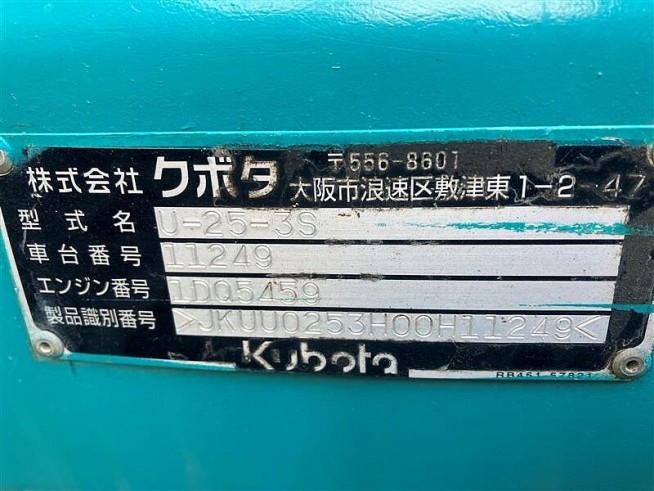 〒556-8601
株式会社 クボタ 大阪市浪速区敷津東1-2-47
型式名 U-25-3S
車台番号 11249
エンジン番号 1DQ5459
製品識別番号 >JKUU0253H00H11249<
Kubota